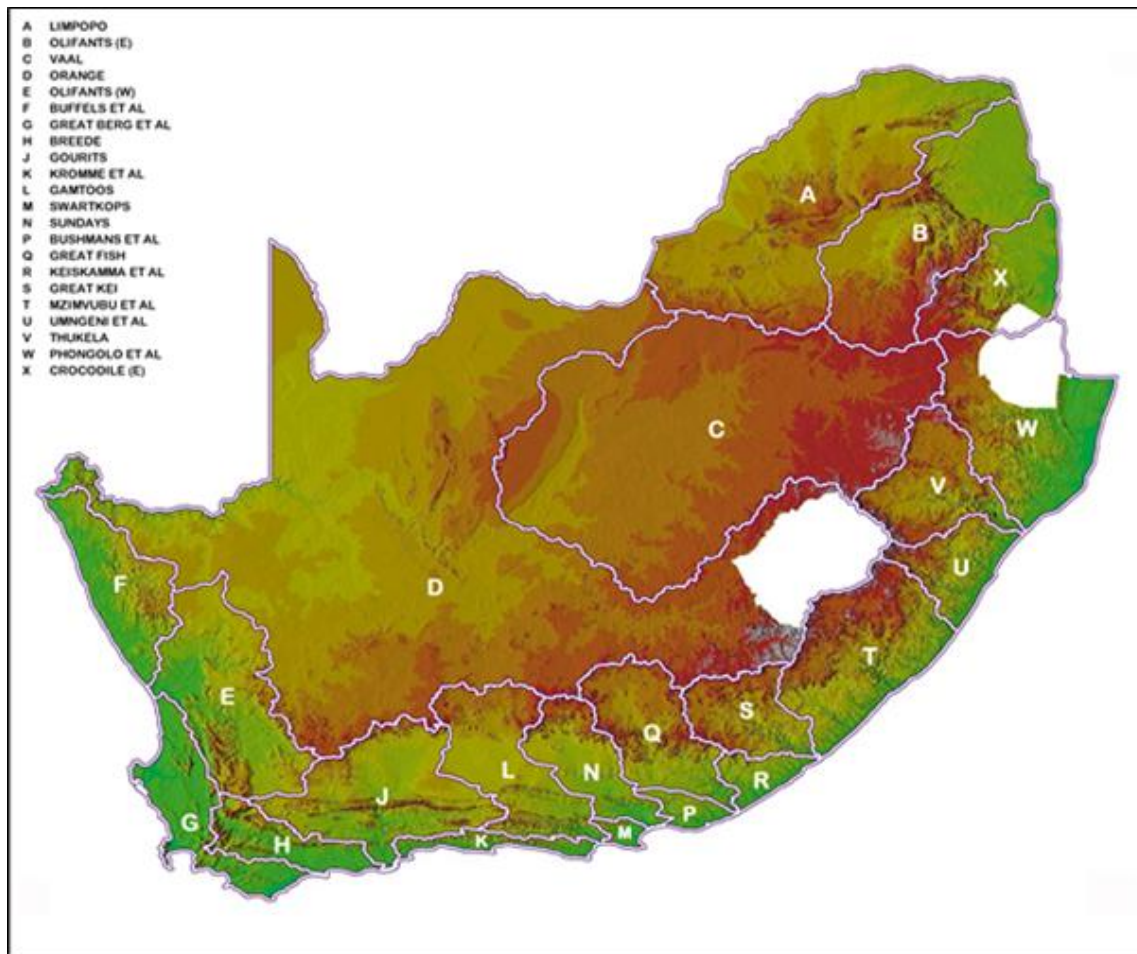 A LIMPOPO
B OLIFANTS (E)
C VAAL
D ORANGE
E OLIFANTS (W)
F BUFFELS ET AL
G GREAT BERG ET AL
H BREEDE
J GOURITS
K KROMME ET AL
L GAMTOOS
M SWARTKOPS
N SUNDAYS
P BUSHMANS ET AL
Q GREAT FISH
R KEISKAMMA ET AL
S GREAT KEI
T MZIMVUBU ET AL
U UMNGENI ET AL
V THUKELA
W PHONGOLO ET AL
X CROCODILE (E)
A
B
X
C
W
V
D
U
F
T
E
S
Q
L
N
R
J
P
G
M
K
H